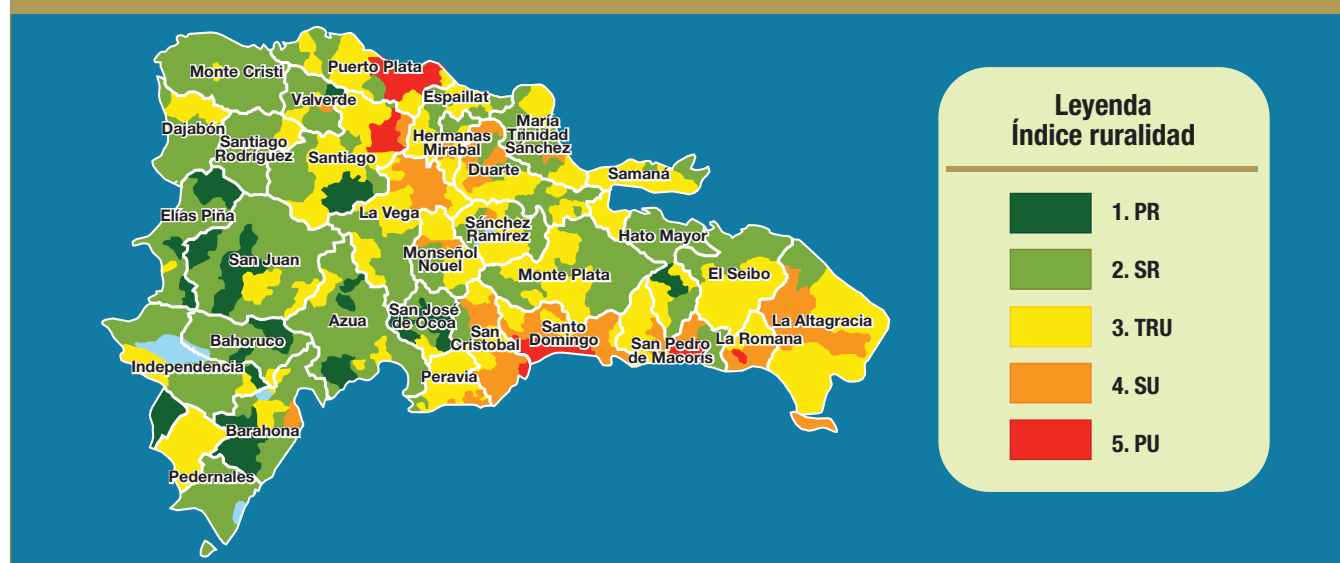 Monte Cristi
Puerto Plata
Valverde
Espaillat
Dajabón
Santiago
Rodríguez
Santiago
Hermanas
Mirabal
María
Trinidad
Sánchez
Duarte
Samaná
Elías Piña
La Vega
Sánchez
Ramírez
Hato Mayor
San Juan
Monseñol
Nouel
Monte Plata
El Seibo
Azua
San José
de Ocoa
San
Cristobal
Santo
Domingo
San Pedro
de Macorís
La Romana
La Altagracia
Bahoruco
Independencia
Peravia
Barahona
Pedernales
Leyenda
Índice ruralidad
1. PR
2. SR
3. TRU
4. SU
5. PU